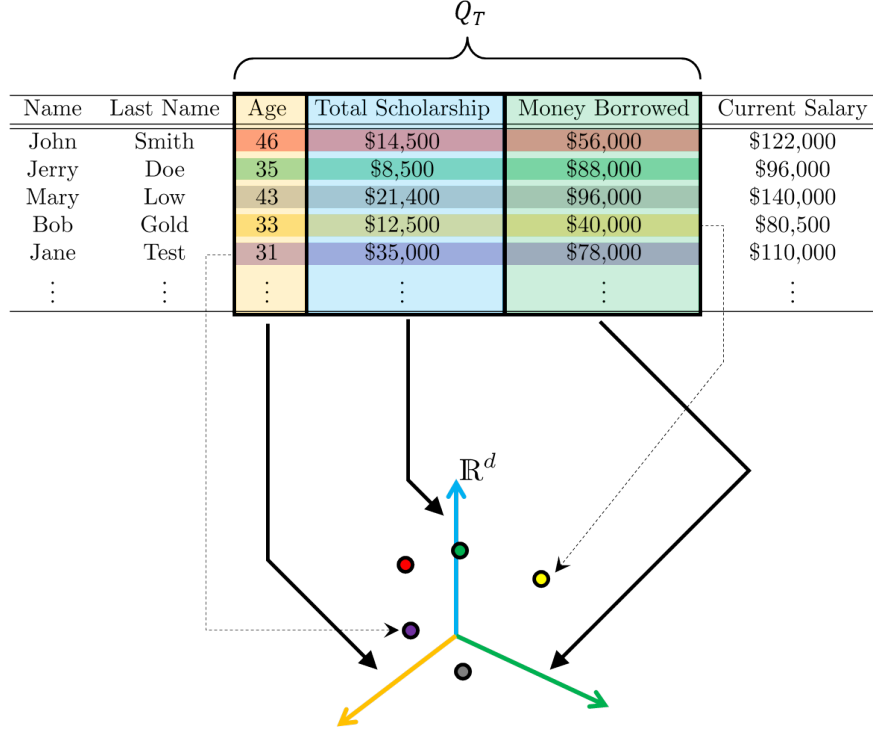 Q_T
Name Last Name Age Total Scholarship Money Borrowed Current Salary
John Smith 46 $14,500 $56,000 $122,000
Jerry Doe 35 $8,500 $88,000 $96,000
Mary Low 43 $21,400 $96,000 $140,000
Bob Gold 33 $12,500 $40,000 $80,500
Jane Test 31 $35,000 $78,000 $110,000
⋮ ⋮ ⋮ ⋮ ⋮ ⋮
ℝ^d